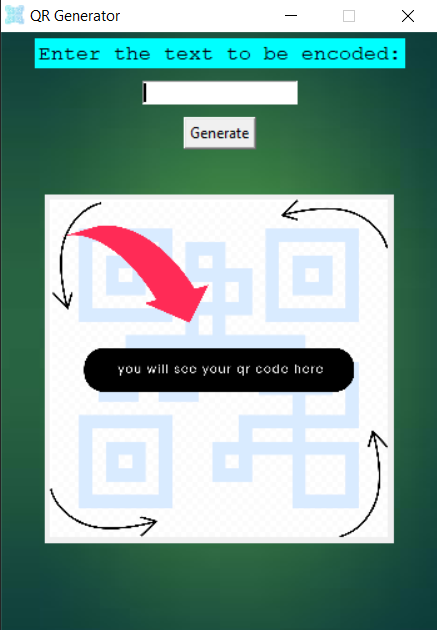 QR Generator
Enter the text to be encoded:
Generate
you will see your qr code here